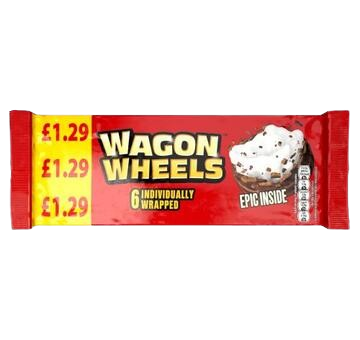 £1.29
£1.29
£1.29
WAGON
WHEELS
6 INDIVIDUALLY
WRAPPED
EPIC INSIDE